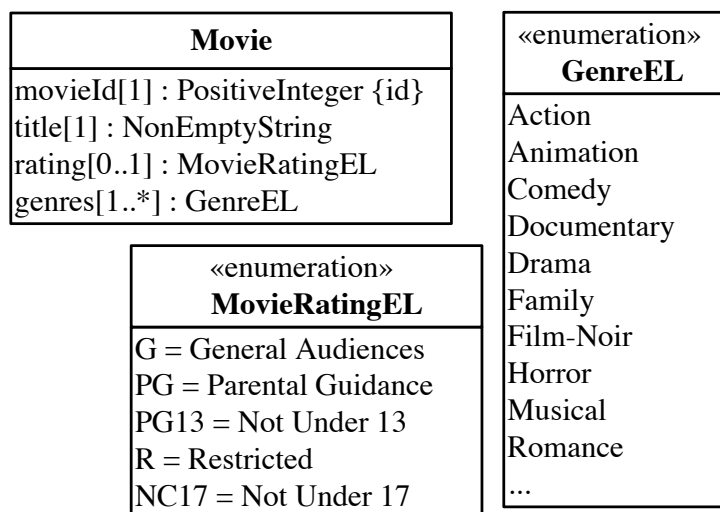 Movie
movieId[1] : PositiveInteger {id}
title[1] : NonEmptyString
rating[0..1] : MovieRatingEL
genres[1..*] : GenreEL
«enumeration»
GenreEL
Action
Animation
Comedy
Documentary
Drama
Family
Film-Noir
Horror
Musical
Romance
...
«enumeration»
MovieRatingEL
G = General Audiences
PG = Parental Guidance
PG13 = Not Under 13
R = Restricted
NC17 = Not Under 17